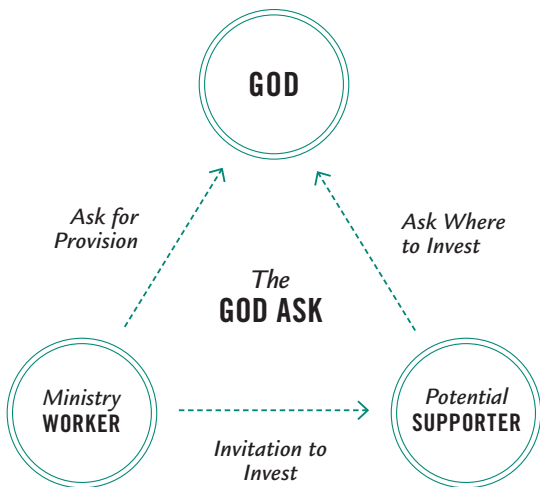 GOD
Ask for
Provision
Ask Where
to Invest
The
GOD ASK
Ministry
WORKER
Potential
SUPPORTER
Invitation to
Invest